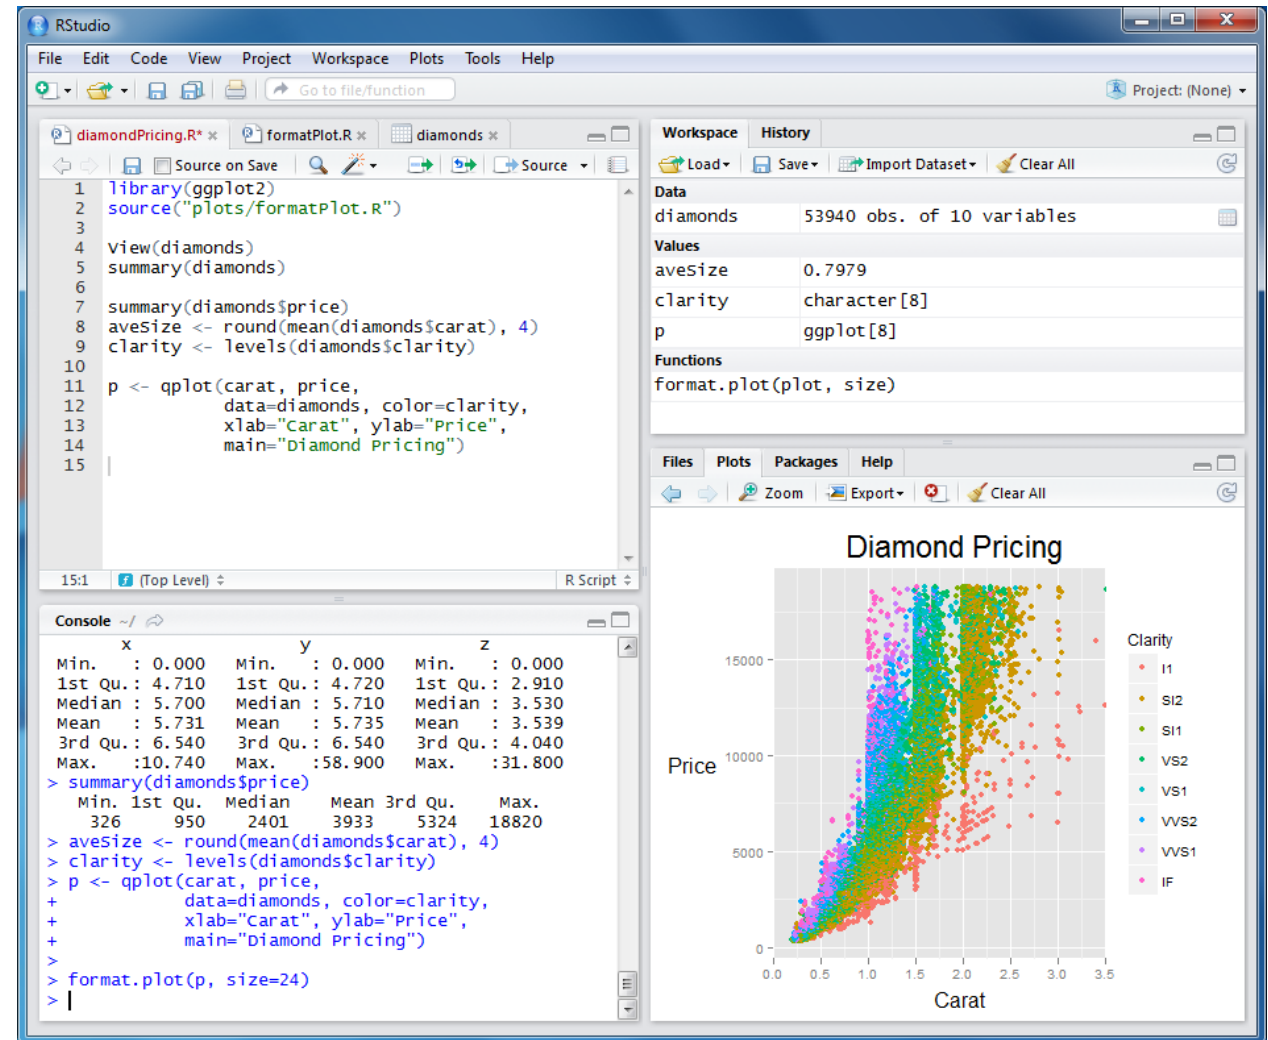 RStudio
File Edit Code View Project Workspace Plots Tools Help
Go to file/function
Project: (None)
diamondPricing.R* formatPlot.R diamonds
Source on Save Source
1 library(ggplot2)
2 source("plots/formatPlot.R")
3
4 View(diamonds)
5 summary(diamonds)
6
7 summary(diamonds$price)
8 aveSize <- round(mean(diamonds$carat), 4)
9 clarity <- levels(diamonds$clarity)
10
11 p <- qplot(carat, price,
12 data=diamonds, color=clarity,
13 xlab="Carat", ylab="Price",
14 main="Diamond Pricing")
15
15:1 (Top Level) R Script
Console ~/
x y z
Min. : 0.000 Min. : 0.000 Min. : 0.000
1st Qu.: 4.710 1st Qu.: 4.720 1st Qu.: 2.910
Median : 5.700 Median : 5.710 Median : 3.530
Mean : 5.731 Mean : 5.735 Mean : 3.539
3rd Qu.: 6.540 3rd Qu.: 6.540 3rd Qu.: 4.040
Max. :10.740 Max. :58.900 Max. :31.800
> summary(diamonds$price)
Min. 1st Qu. Median Mean 3rd Qu. Max.
326 950 2401 3933 5324 18820
> aveSize <- round(mean(diamonds$carat), 4)
> clarity <- levels(diamonds$clarity)
> p <- qplot(carat, price,
+ data=diamonds, color=clarity,
+ xlab="Carat", ylab="Price",
+ main="Diamond Pricing")
>
> format.plot(p, size=24)
>
Workspace History
Load Save Import Dataset Clear All
Data
diamonds 53940 obs. of 10 variables
Values
aveSize 0.7979
clarity character[8]
p ggplot[8]
Functions
format.plot(plot, size)
Files Plots Packages Help
Zoom Export Clear All
Diamond Pricing
Price
15000
10000
5000
0
0.0 0.5 1.0 1.5 2.0 2.5 3.0 3.5
Carat
Clarity
I1
SI2
SI1
VS2
VS1
VVS2
VVS1
IF